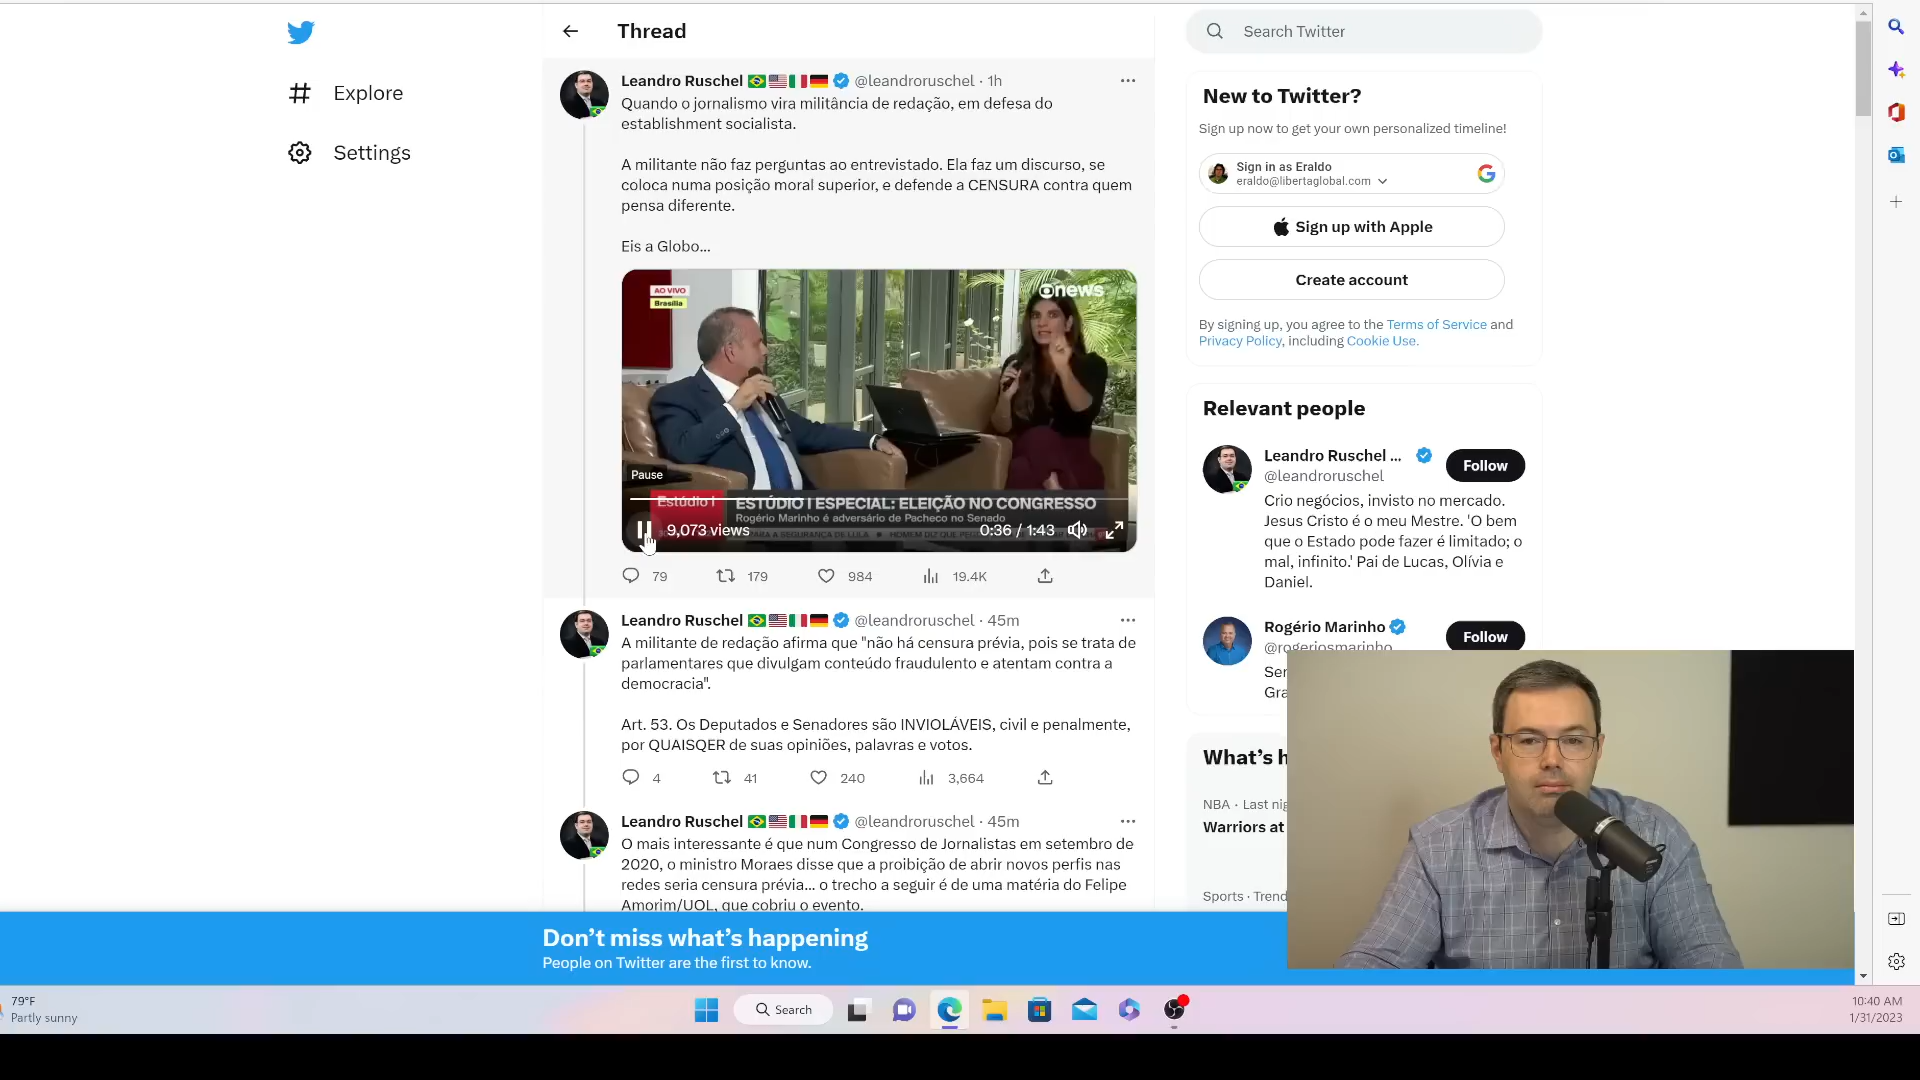 Thread
Search Twitter
Explore
Settings
Leandro Ruschel @leandroruschel · 1h
Quando o jornalismo vira militância de redação, em defesa do
establishment socialista.
A militante não faz perguntas ao entrevistado. Ela faz um discurso, se
coloca numa posição moral superior, e defende a CENSURA contra quem
pensa diferente.
Eis a Globo...
AO VIVO
Brasília
news
Pause
Estúdio I
ESTÚDIO I ESPECIAL: ELEIÇÃO NO CONGRESSO
Rogério Marinho é adversário de Pacheco no Senado
9,073 views
0:36 / 1:43
79
179
984
19.4K
Leandro Ruschel @leandroruschel · 45m
A militante de redação afirma que "não há censura prévia, pois se trata de
parlamentares que divulgam conteúdo fraudulento e atentam contra a
democracia".
Art. 53. Os Deputados e Senadores são INVIOLÁVEIS, civil e penalmente,
por QUAISQER de suas opiniões, palavras e votos.
4
41
240
3,664
Leandro Ruschel @leandroruschel · 45m
O mais interessante é que num Congresso de Jornalistas em setembro de
2020, o ministro Moraes disse que a proibição de abrir novos perfis nas
redes seria censura prévia... o trecho a seguir é de uma matéria do Felipe
Amorim/UOL, que cobriu o evento.
New to Twitter?
Sign up now to get your own personalized timeline!
Sign in as Eraldo
eraldo@libertaglobal.com
Sign up with Apple
Create account
By signing up, you agree to the Terms of Service and
Privacy Policy, including Cookie Use.
Relevant people
Leandro Ruschel ...
@leandroruschel
Follow
Crio negócios, invisto no mercado.
Jesus Cristo é o meu Mestre. 'O bem
que o Estado pode fazer é limitado; o
mal, infinito.' Pai de Lucas, Olívia e
Daniel.
Rogério Marinho
@rogeriosmarinho
Follow
Sen
Gra
What's h
NBA · Last nig
Warriors at
Sports · Trend
Don't miss what's happening
People on Twitter are the first to know.
79°F
Partly sunny
Search
10:40 AM
1/31/2023